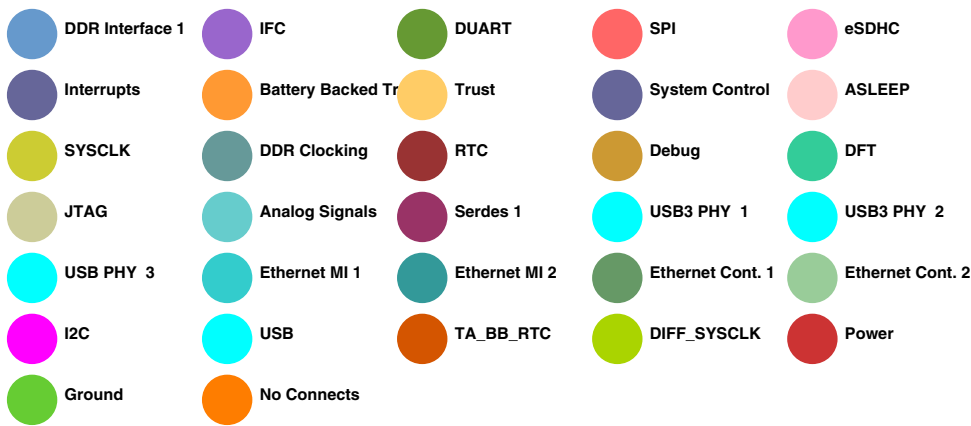 DDR Interface 1 IFC DUART SPI eSDHC
Interrupts Battery Backed Tr Trust System Control ASLEEP
SYSCLK DDR Clocking RTC Debug DFT
JTAG Analog Signals Serdes 1 USB3 PHY 1 USB3 PHY 2
USB PHY 3 Ethernet MI 1 Ethernet MI 2 Ethernet Cont. 1 Ethernet Cont. 2
I2C USB TA_BB_RTC DIFF_SYSCLK Power
Ground No Connects